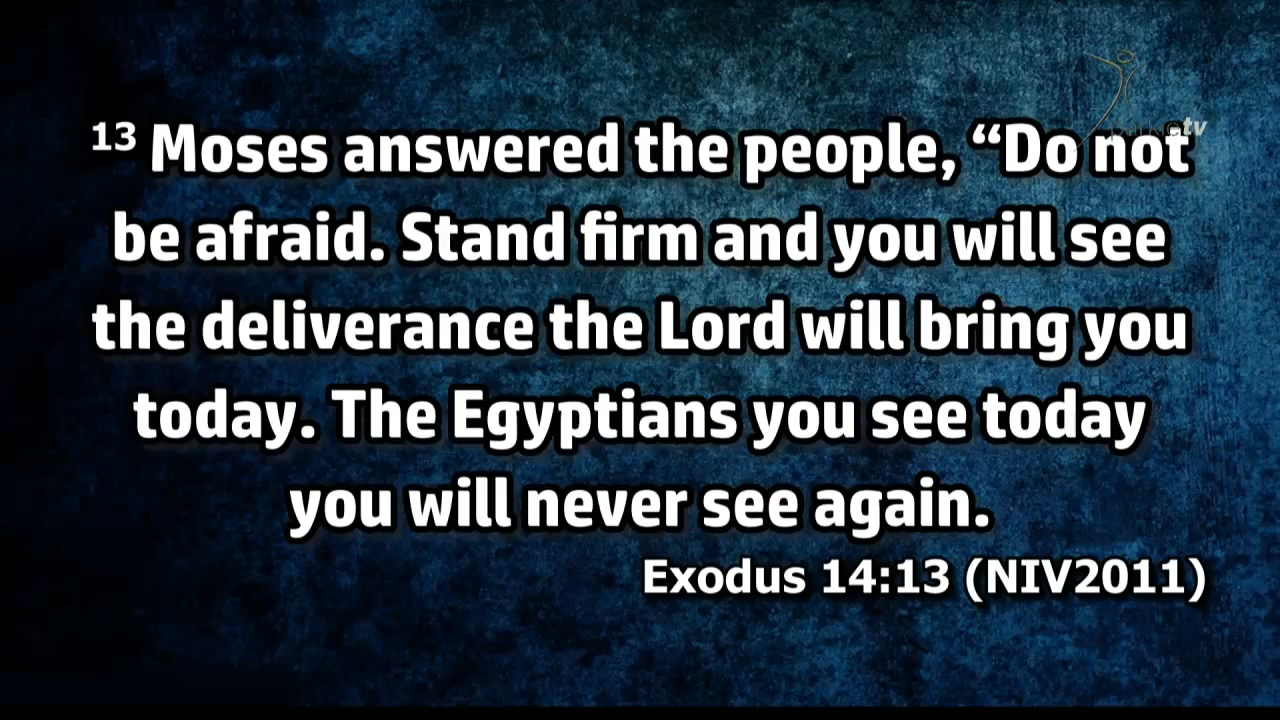 13 Moses answered the people, “Do not
be afraid. Stand firm and you will see
the deliverance the Lord will bring you
today. The Egyptians you see today
you will never see again.
Exodus 14:13 (NIV2011)
.tv